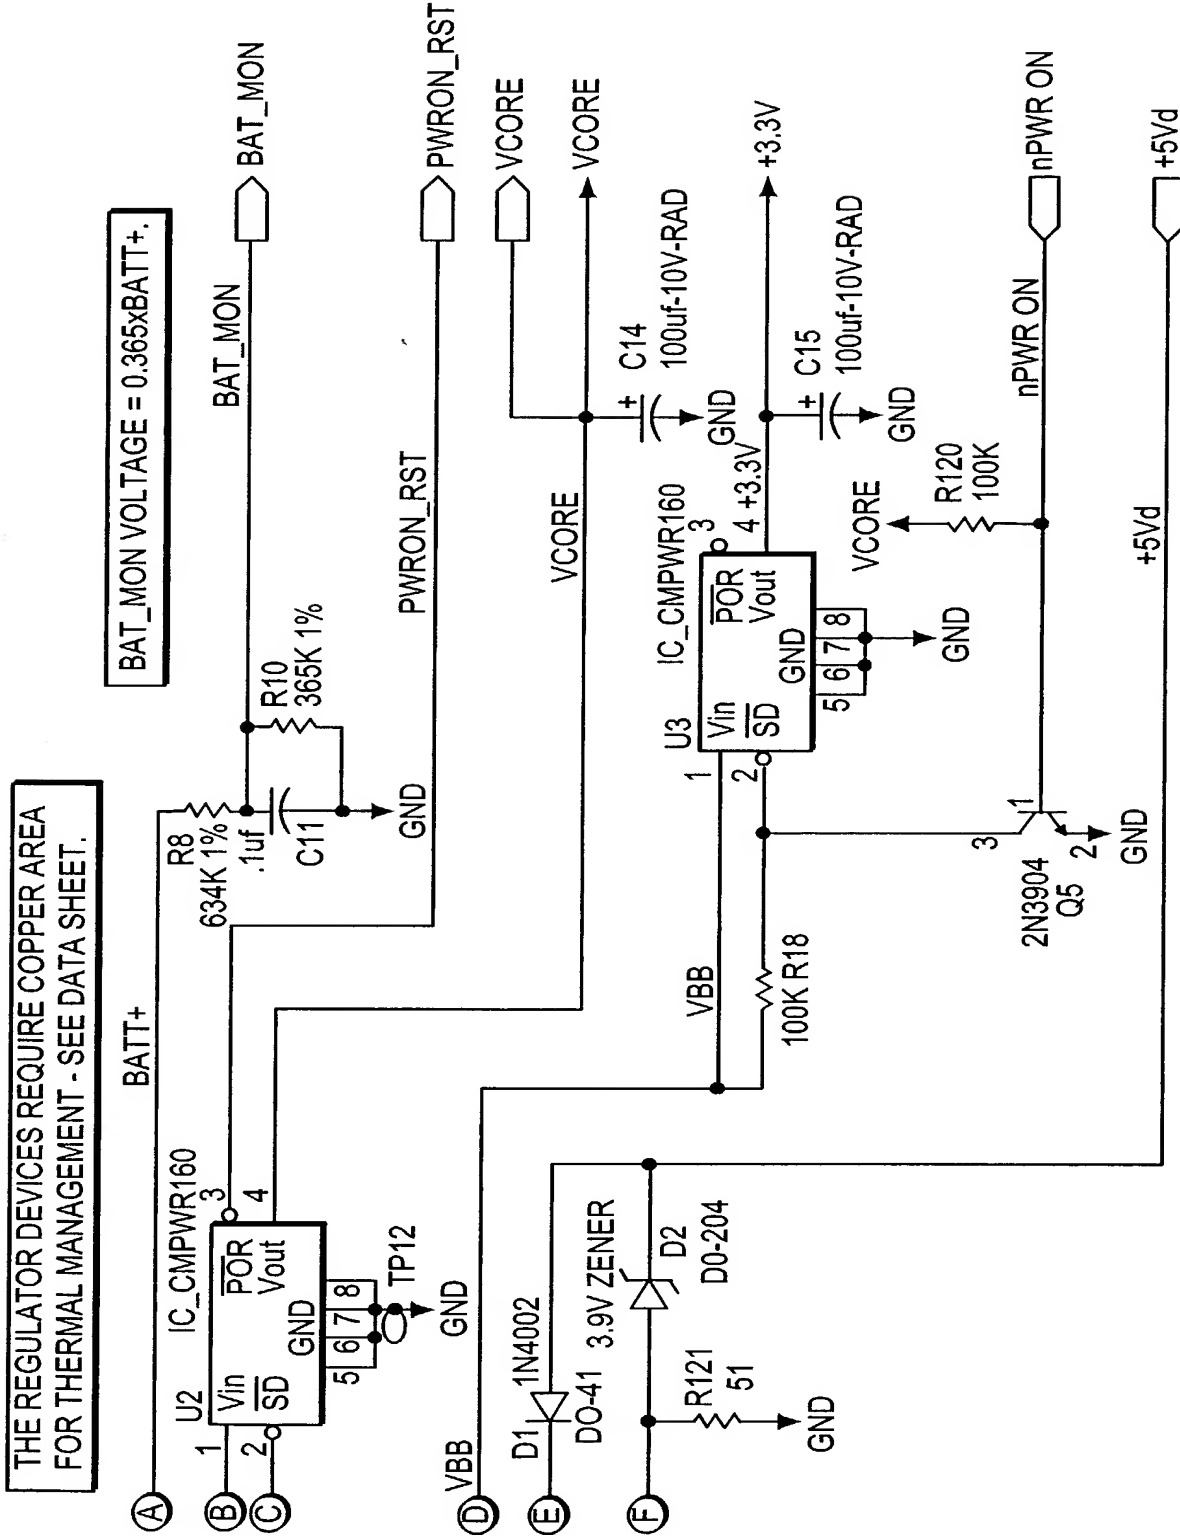 THE REGULATOR DEVICES REQUIRE COPPER AREA
FOR THERMAL MANAGEMENT - SEE DATA SHEET.
BAT_MON VOLTAGE = 0.365xBATT+.
A
BATT+
R8
634K 1%
.1uf
C11
R10
365K 1%
GND
BAT_MON
BAT_MON
B
C
1
2
U2
IC_CMPWR160
Vin
SD
POR
Vout
GND
3
4
5
6
7
8
TP12
GND
PWRON_RST
PWRON_RST
VCORE
VCORE
VCORE
C14
100uf-10V-RAD
+
GND
D
VBB
VBB
100K R18
1
2
U3
IC_CMPWR160
Vin
SD
POR
Vout
GND
3
4
5
6
7
8
GND
+3.3V
+3.3V
C15
100uf-10V-RAD
+
GND
VCORE
R120
100K
nPWR ON
nPWR ON
2N3904
Q5
3
1
2
GND
E
D1
1N4002
DO-41
3.9V ZENER
D2
D0-204
F
R121
51
GND
+5Vd
+5Vd